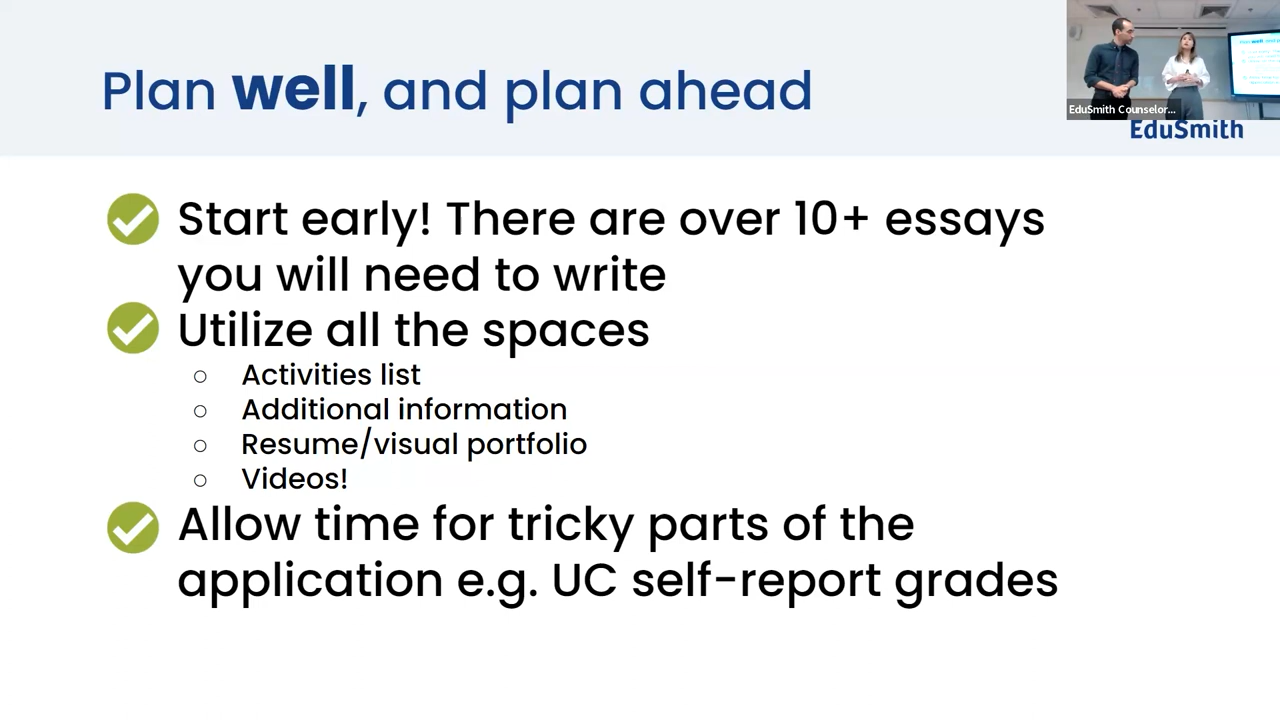 Plan well, and plan ahead
EduSmith Counselor...
EduSmith
Start early! There are over 10+ essays
you will need to write
Utilize all the spaces
○ Activities list
○ Additional information
○ Resume/visual portfolio
○ Videos!
Allow time for tricky parts of the
application e.g. UC self-report grades